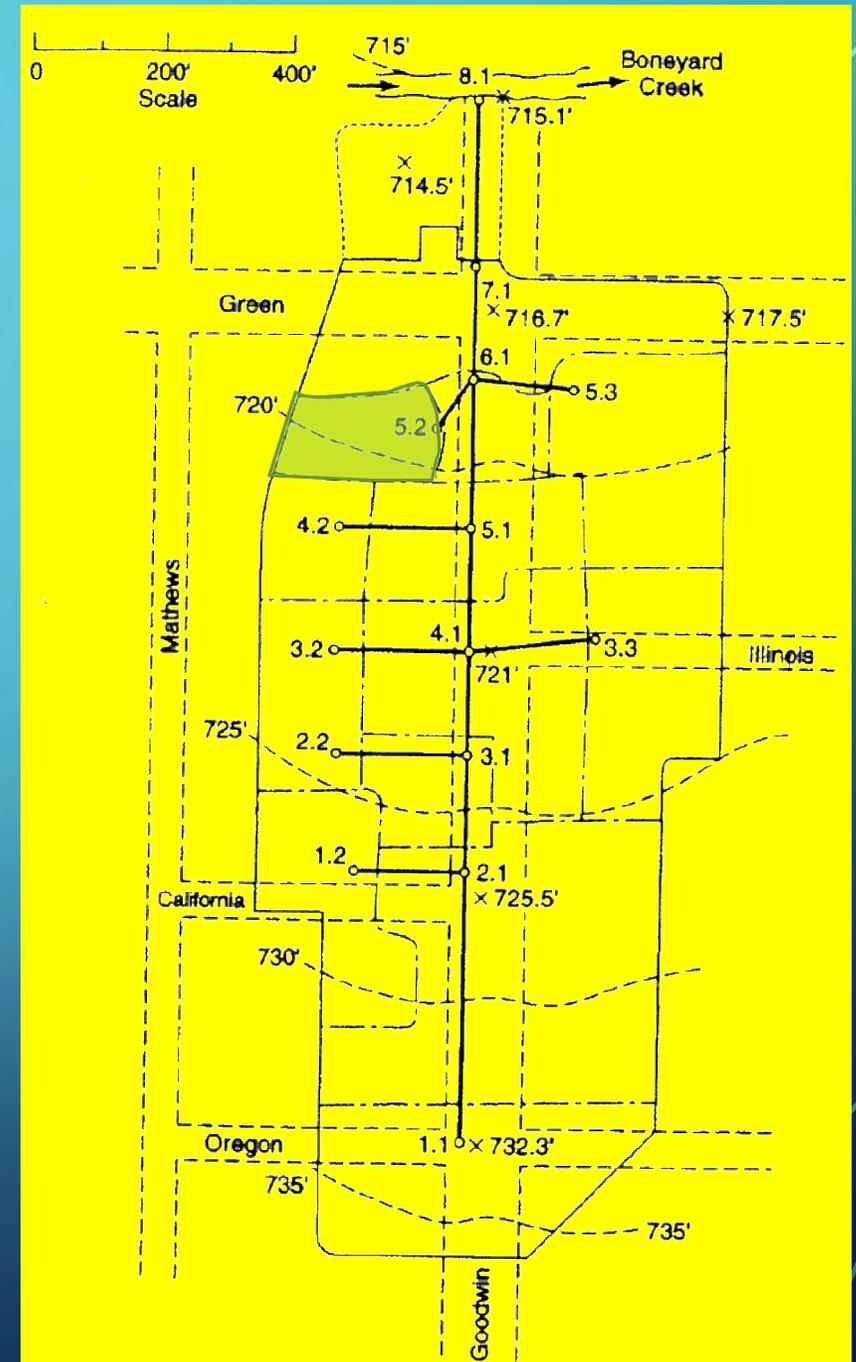 715'
0 200' 400'
Scale
8.1
Boneyard
Creek
715.1'
714.5'
7.1
Green
716.7'
717.5'
6.1
5.3
720'
5.2
4.2
5.1
Mathews
4.1
3.2
3.3
721'
Illinois
725'
2.2
3.1
1.2
2.1
California
725.5'
730'
Oregon
1.1
732.3'
735'
735'
Goodwin